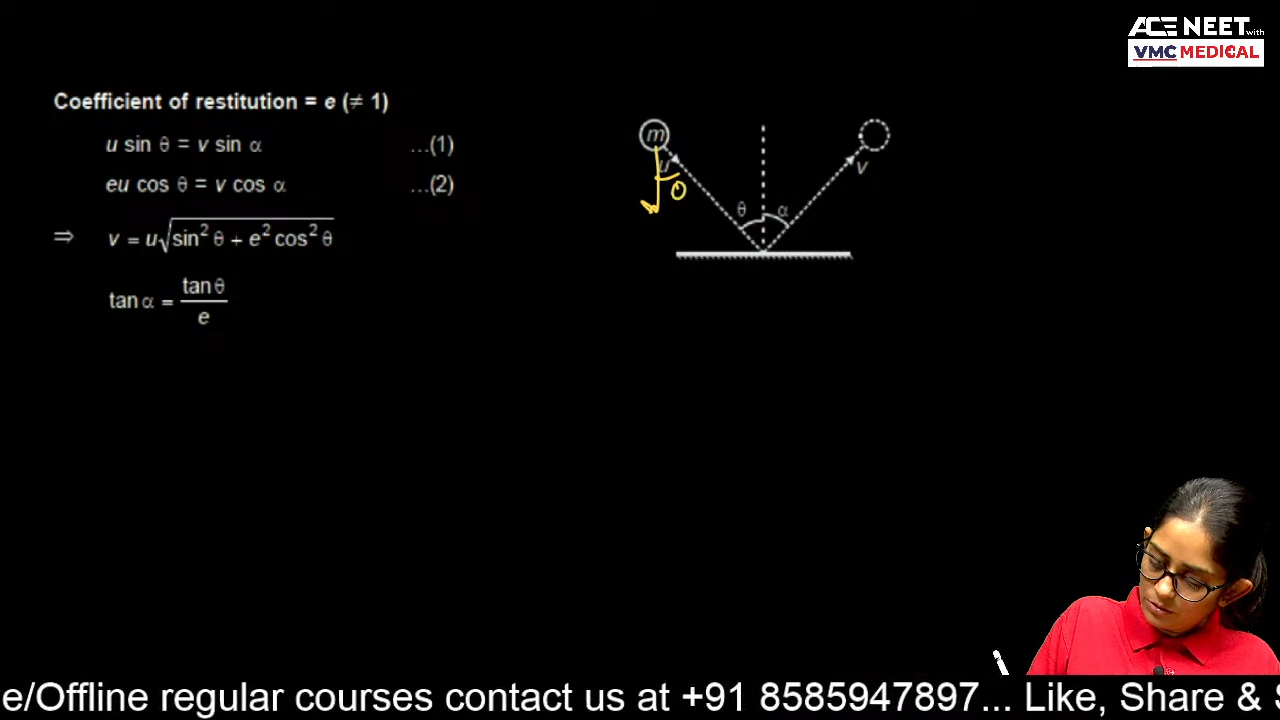 ACE NEET with
VMC MEDICAL
Coefficient of restitution = e (≠ 1)
u sin θ = v sin α ...(1)
eu cos θ = v cos α ...(2)
⇒ v = u√(sin² θ + e² cos² θ)
tan α = tan θ / e
m
u
θ
θ α
v
e/Offline regular courses contact us at +91 8585947897... Like, Share & S